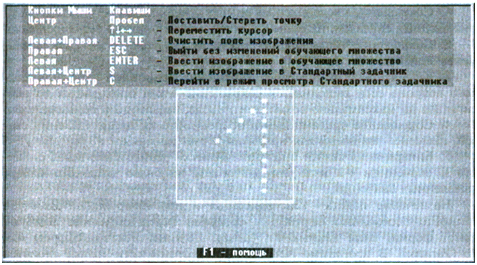 Кнопки Мыши Клавиши
Центр Пробел - Поставить/Стереть точку
↑↓←→ - Переместить курсор
Левая+Правая DELETE - Очистить поле изображения
Правая ESC - Выйти без изменений обучающего множества
Левая ENTER - Ввести изображение в обучающее множество
Левая+Центр S - Ввести изображение в Стандартный задачник
Правая+Центр C - Перейти в режим просмотра Стандартного задачника
F1 - помощь